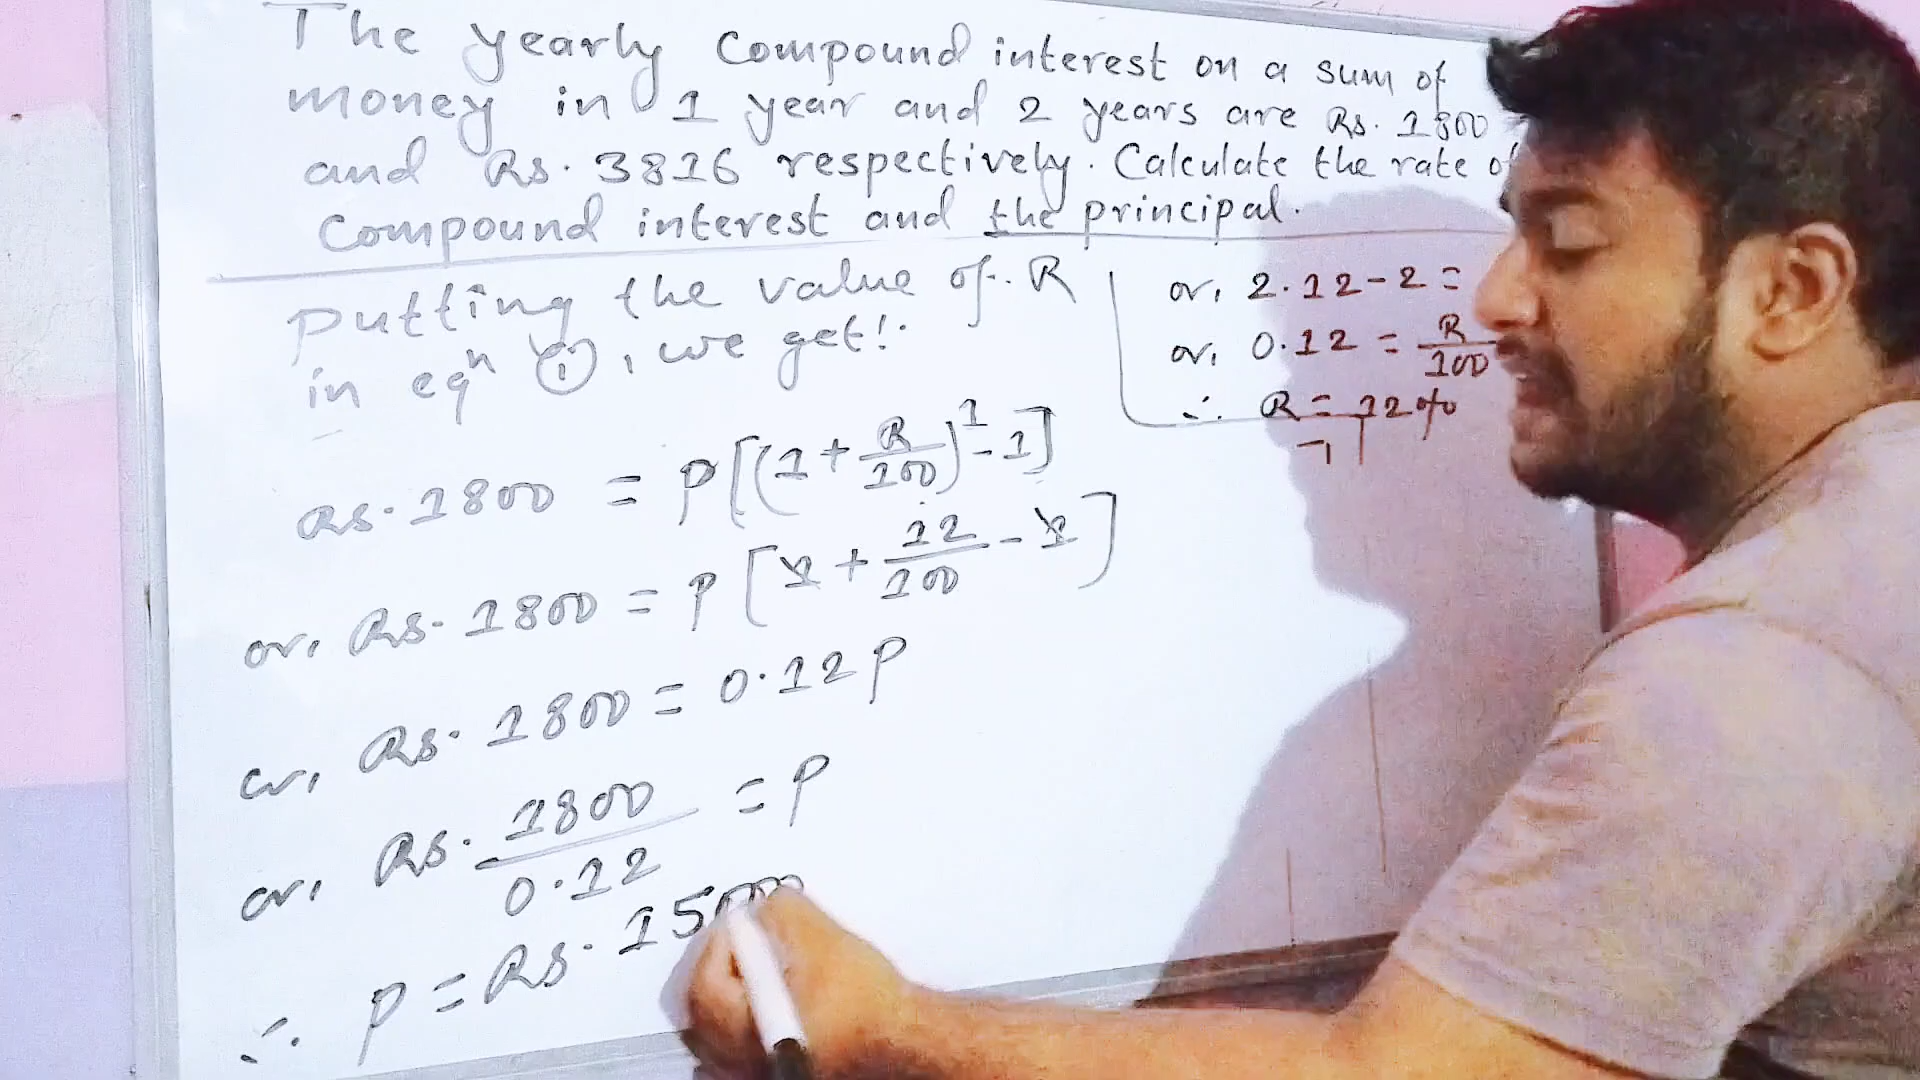 The yearly compound interest on a sum of
money in 1 year and 2 years are Rs. 1800
and Rs. 3816 respectively. Calculate the rate of
compound interest and the principal.
putting the value of R
in eqⁿ (i), we get!
Rs. 1800 = P[(1 + R/100)^1 - 1]
or, Rs. 1800 = P[1 + 12/100 - 1]
or, Rs. 1800 = 0.12 P
or, Rs. 1800/0.12 = P
∴ P = Rs. 15000
or, 2.12 - 2 =
or, 0.12 = R/100
∴ R = 12%